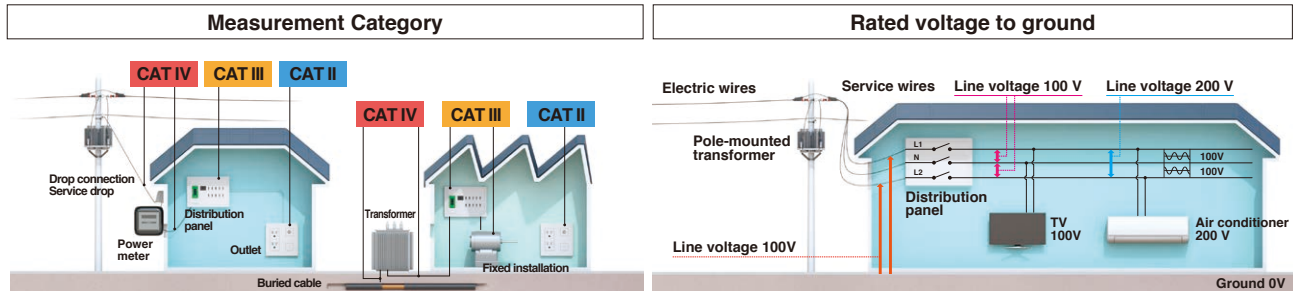 Measurement Category
CAT IV
CAT III
CAT II
CAT IV
CAT III
CAT II
Drop connection
Service drop
Distribution
panel
Power
meter
Outlet
Transformer
Fixed installation
Buried cable
Rated voltage to ground
Electric wires
Service wires
Line voltage 100 V
Line voltage 200 V
Pole-mounted
transformer
L1
N
L2
100V
100V
Distribution
panel
TV
100V
Air conditioner
200 V
Line voltage 100V
Ground 0V